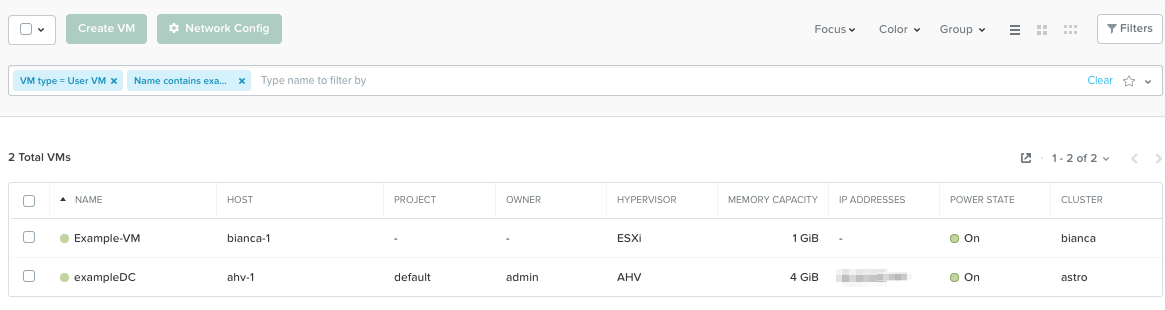 Create VM Network Config Focus Color Group Filters
VM type = User VM × Name contains exa... × Type name to filter by Clear
2 Total VMs 1 - 2 of 2
NAME HOST PROJECT OWNER HYPERVISOR MEMORY CAPACITY IP ADDRESSES POWER STATE CLUSTER
Example-VM bianca-1 - - ESXi 1 GiB - On bianca
exampleDC ahv-1 default admin AHV 4 GiB On astro